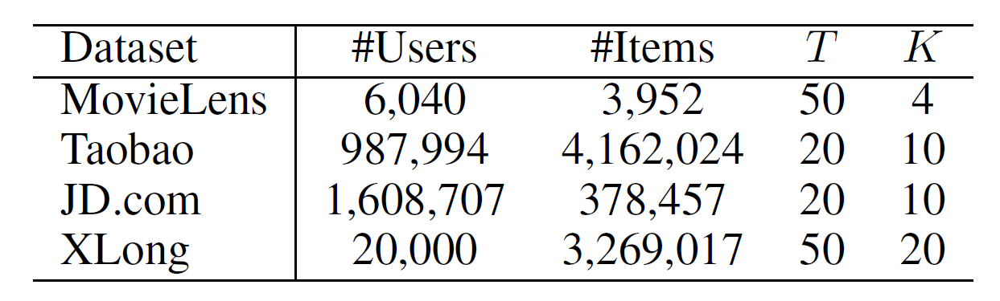 Dataset #Users #Items T K
MovieLens 6,040 3,952 50 4
Taobao 987,994 4,162,024 20 10
JD.com 1,608,707 378,457 20 10
XLong 20,000 3,269,017 50 20